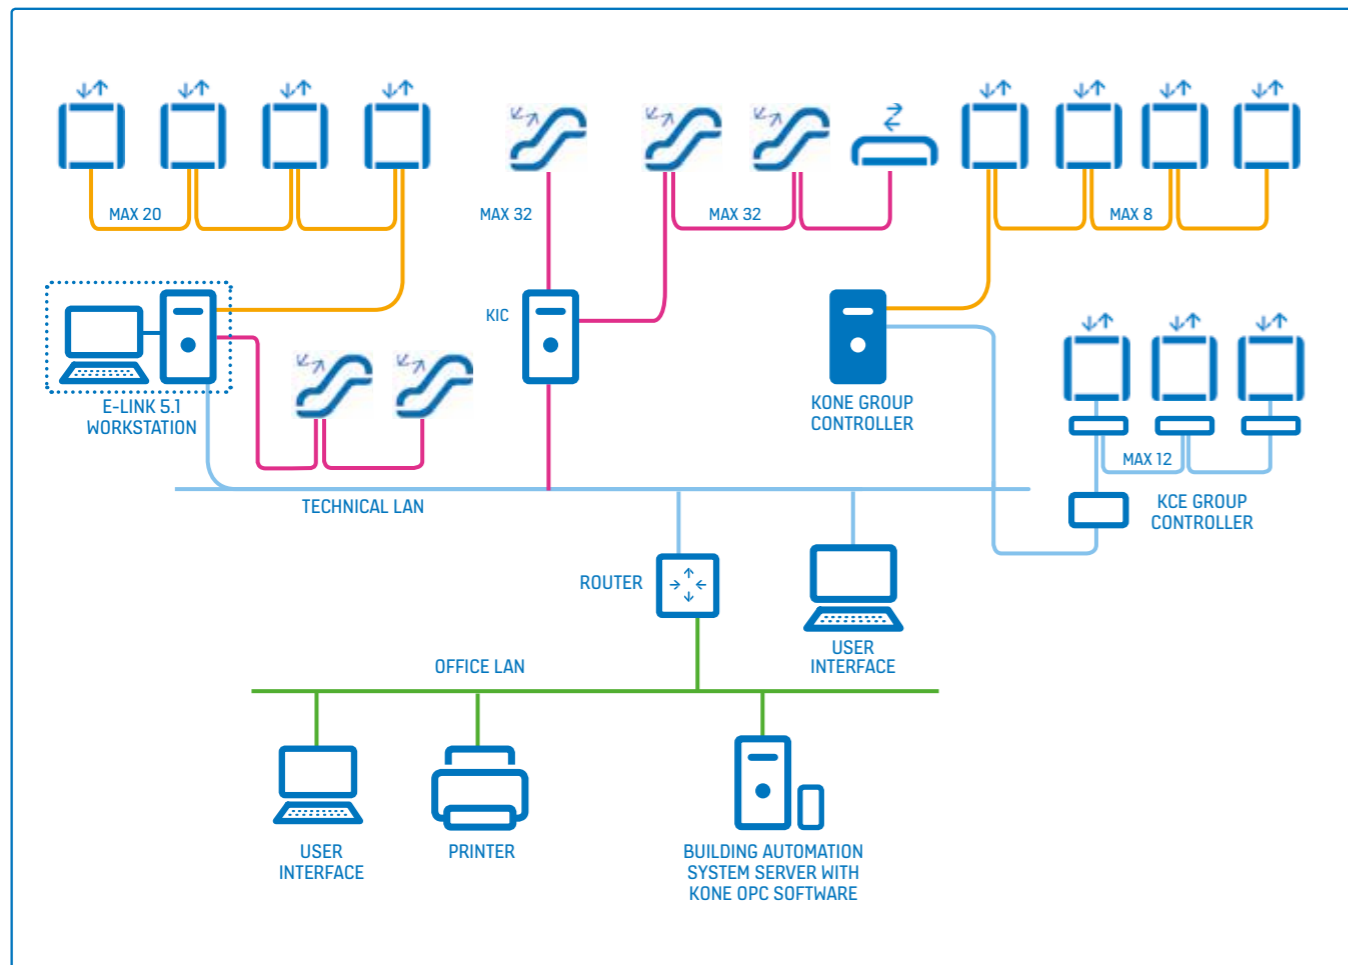 MAX 20
MAX 32
MAX 32
MAX 8
KIC
E-LINK 5.1
WORKSTATION
KONE GROUP
CONTROLLER
MAX 12
KCE GROUP
CONTROLLER
TECHNICAL LAN
ROUTER
USER
INTERFACE
OFFICE LAN
USER
INTERFACE
PRINTER
BUILDING AUTOMATION
SYSTEM SERVER WITH
KONE OPC SOFTWARE